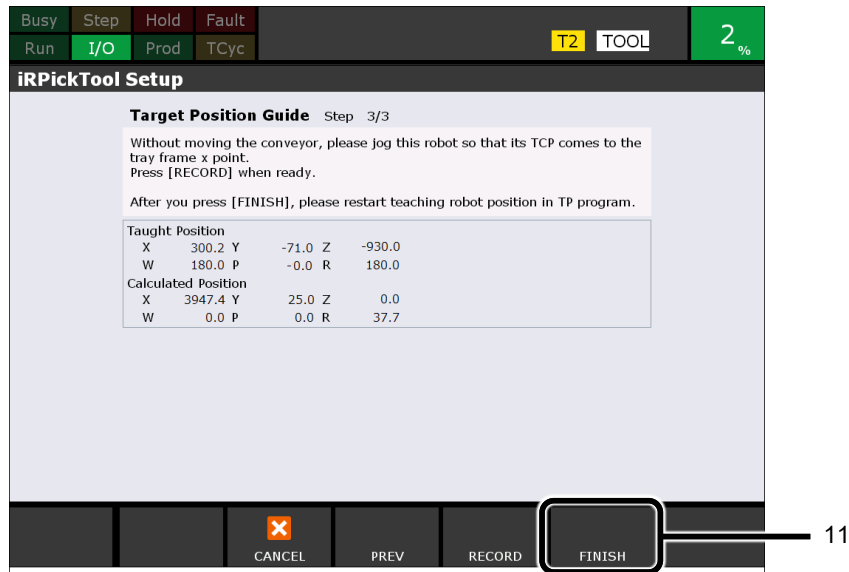 Busy Step Hold Fault
Run I/O Prod TCyc
T2 TOOL
2 %
iRPickTool Setup
Target Position Guide Step 3/3
Without moving the conveyor, please jog this robot so that its TCP comes to the
tray frame x point.
Press [RECORD] when ready.
After you press [FINISH], please restart teaching robot position in TP program.
Taught Position
X 300.2 Y -71.0 Z -930.0
W 180.0 P -0.0 R 180.0
Calculated Position
X 3947.4 Y 25.0 Z 0.0
W 0.0 P 0.0 R 37.7
CANCEL PREV RECORD FINISH
11